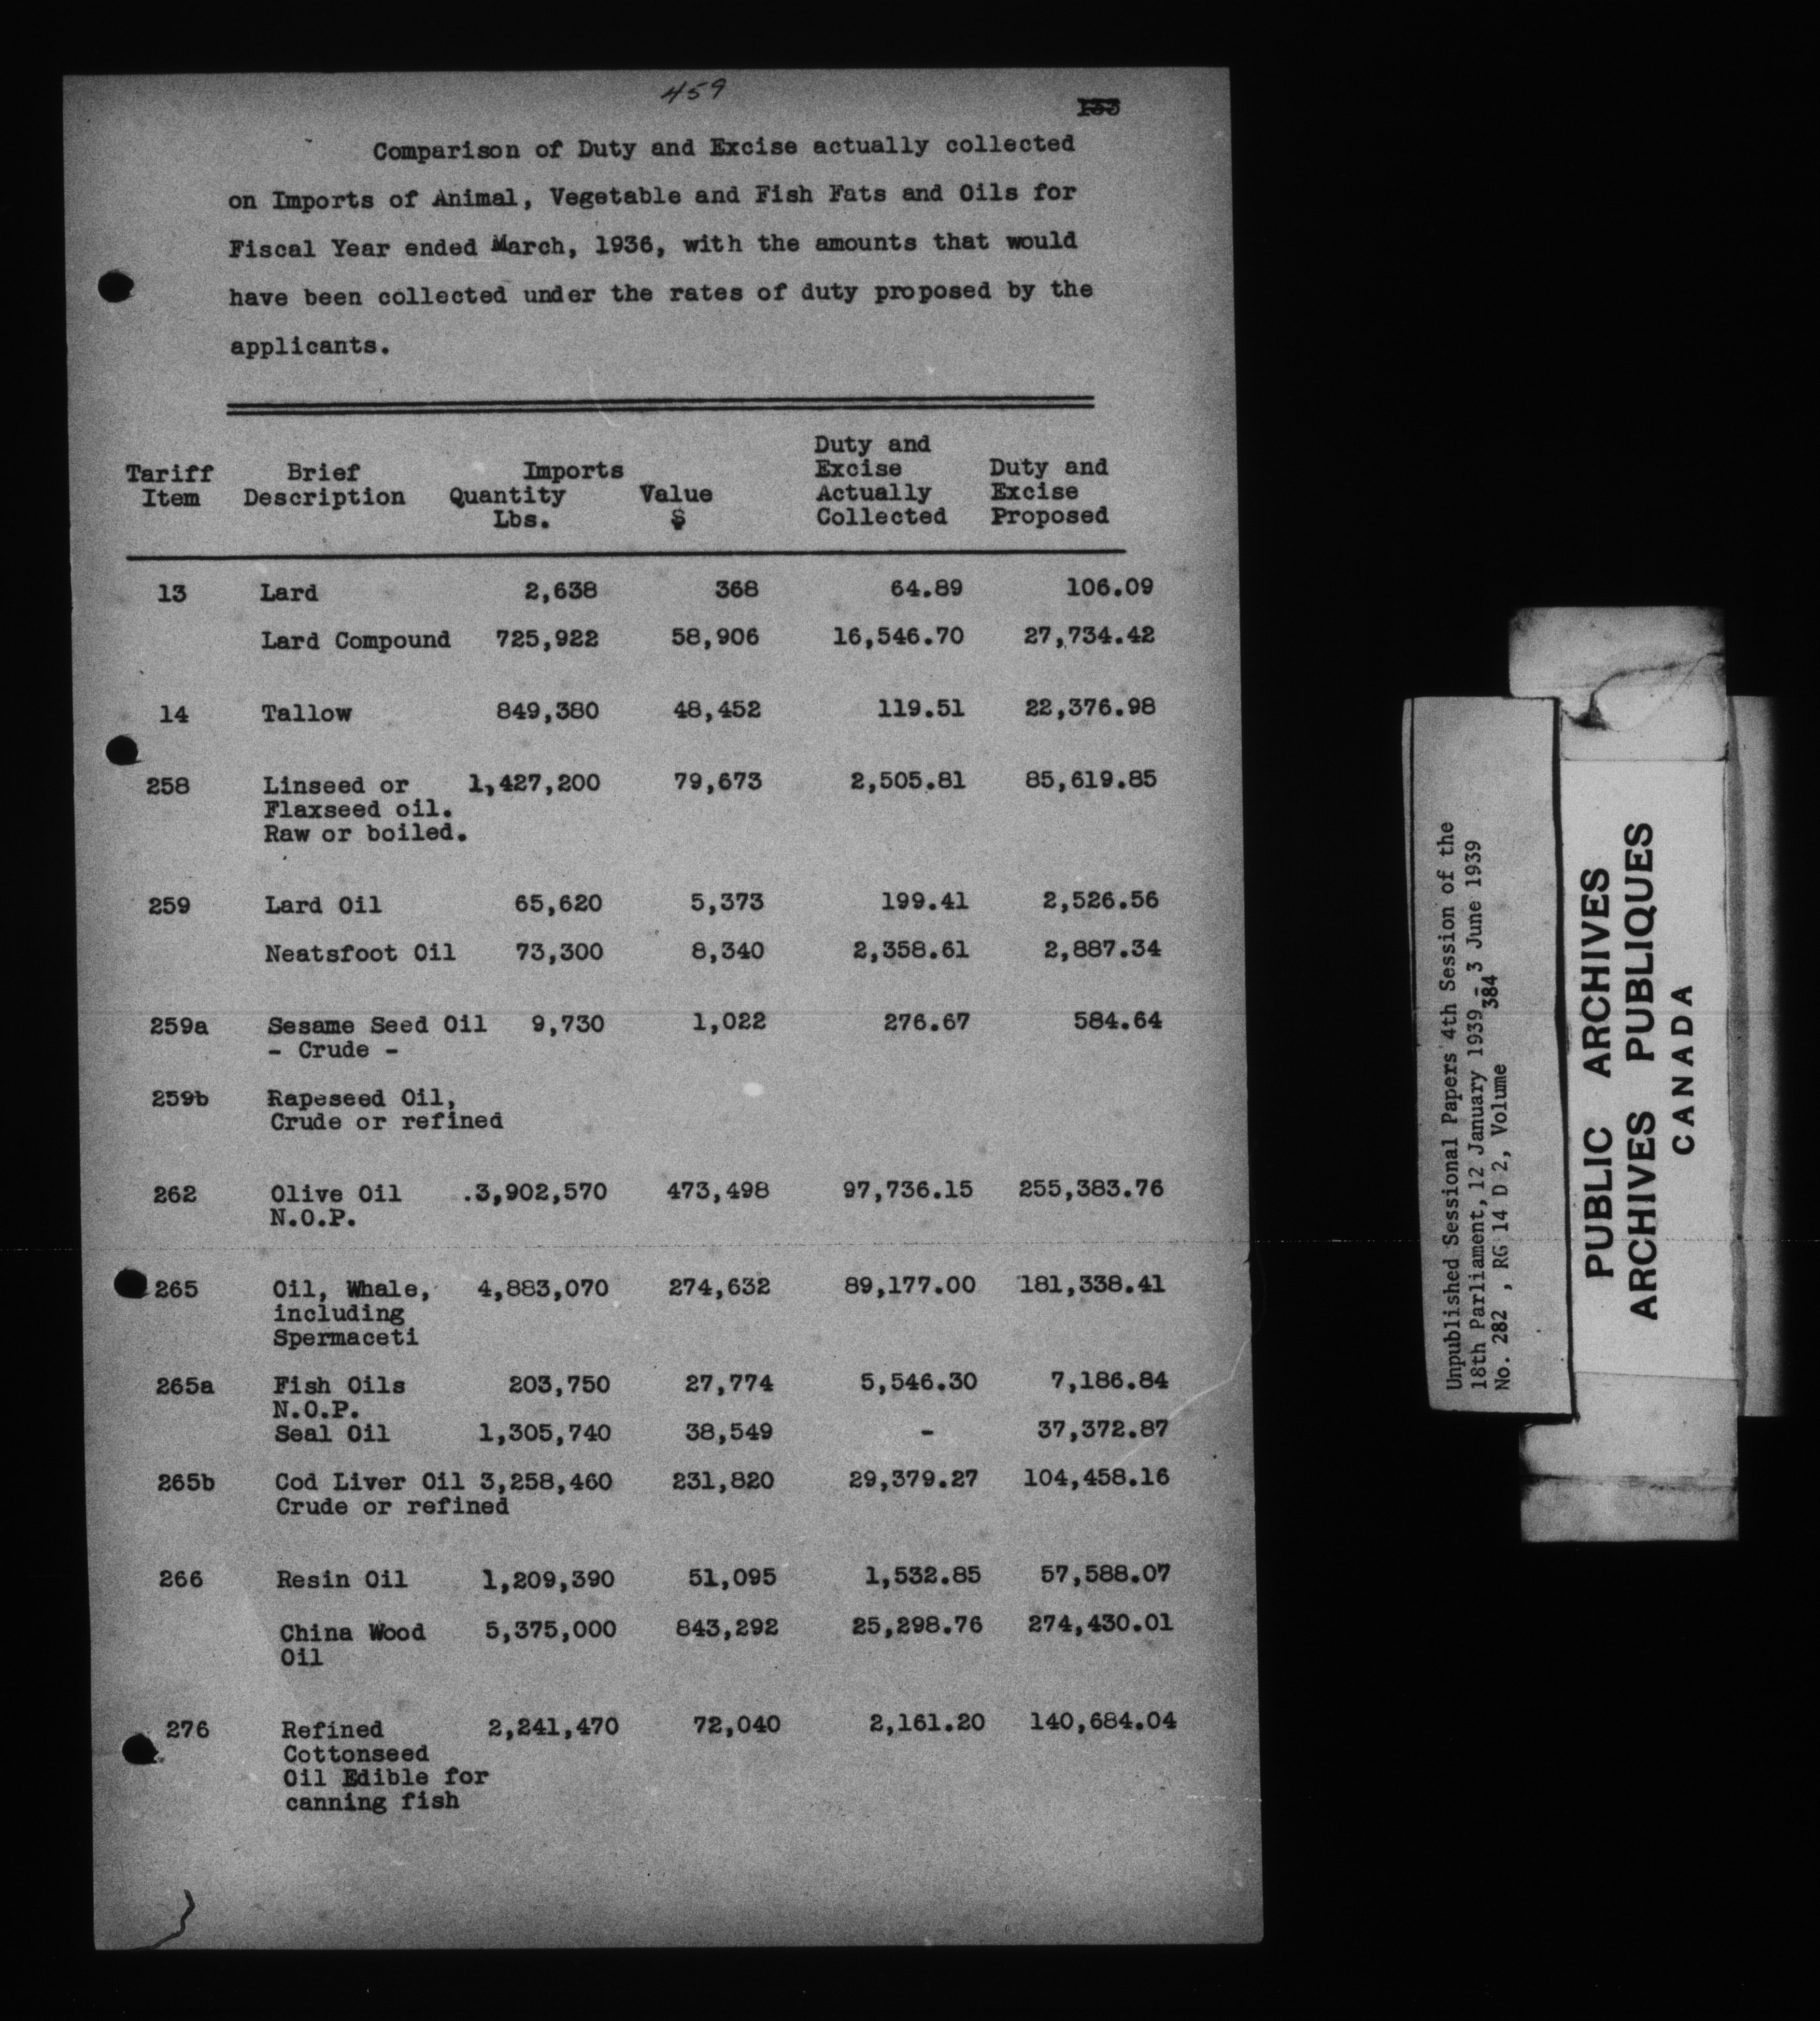 459
133
Comparison of Duty and Excise actually collected
on Imports of Animal, Vegetable and Fish Fats and Oils for
Fiscal Year ended March, 1936, with the amounts that would
have been collected under the rates of duty proposed by the
applicants.
Tariff Item Brief Description Imports Quantity Lbs. Value $ Duty and Excise Actually Collected Duty and Excise Proposed
13 Lard 2,638 368 64.89 106.09
Lard Compound 725,922 58,906 16,546.70 27,734.42
14 Tallow 849,380 48,452 119.51 22,376.98
258 Linseed or 1,427,200 79,673 2,505.81 85,619.85
Flaxseed oil.
Raw or boiled.
259 Lard Oil 65,620 5,373 199.41 2,526.56
Neatsfoot Oil 73,300 8,340 2,358.61 2,887.34
259a Sesame Seed Oil 9,730 1,022 276.67 584.64
- Crude -
259b Rapeseed Oil,
Crude or refined
262 Olive Oil .3,902,570 473,498 97,736.15 255,383.76
N.O.P.
265 Oil, Whale, 4,883,070 274,632 89,177.00 181,338.41
including
Spermaceti
265a Fish Oils 203,750 27,774 5,546.30 7,186.84
N.O.P.
Seal Oil 1,305,740 38,549 - 37,372.87
265b Cod Liver Oil 3,258,460 231,820 29,379.27 104,458.16
Crude or refined
266 Resin Oil 1,209,390 51,095 1,532.85 57,588.07
China Wood 5,375,000 843,292 25,298.76 274,430.01
Oil
276 Refined 2,241,470 72,040 2,161.20 140,684.04
Cottonseed
Oil Edible for
canning fish
Unpublished Sessional Papers 4th Session of the
18th Parliament, 12 January 1939 - 3 June 1939
No. 282 , RG 14 D 2, Volume 384
PUBLIC ARCHIVES
ARCHIVES PUBLIQUES
CANADA